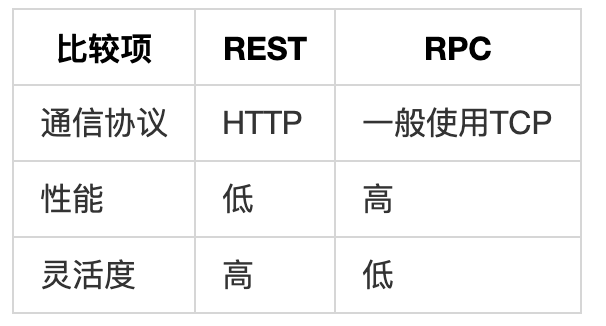 比较项 REST RPC
通信协议 HTTP 一般使用TCP
性能 低 高
灵活度 高 低